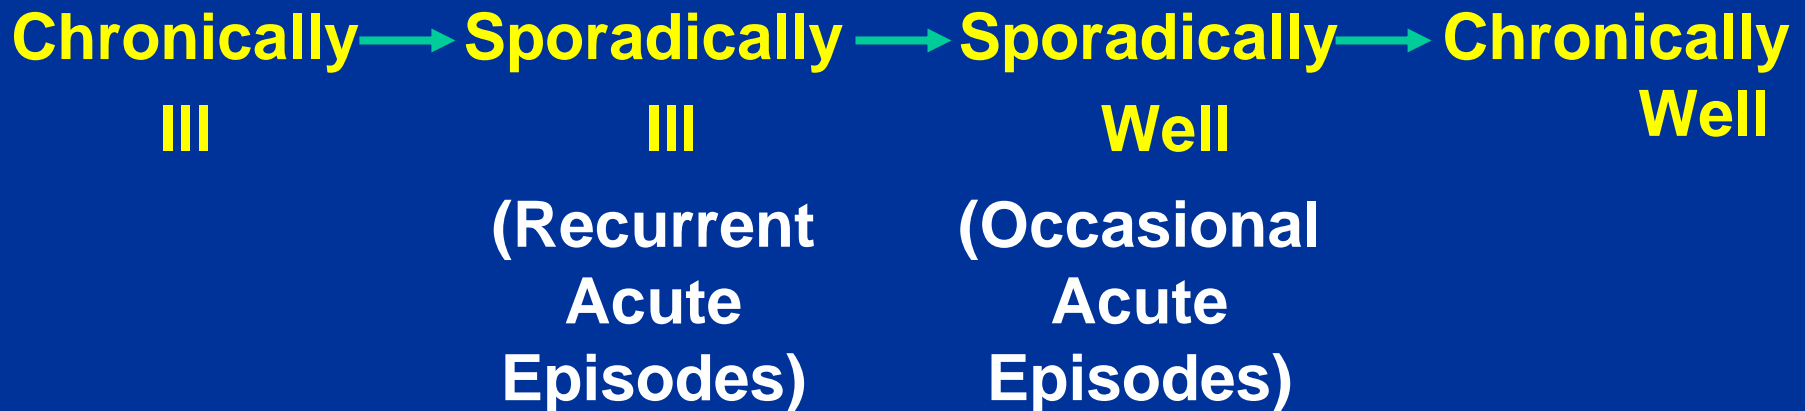 Chronically → Sporadically → Sporadically → Chronically
Ill Ill Well Well
(Recurrent (Occasional
Acute Acute
Episodes) Episodes)